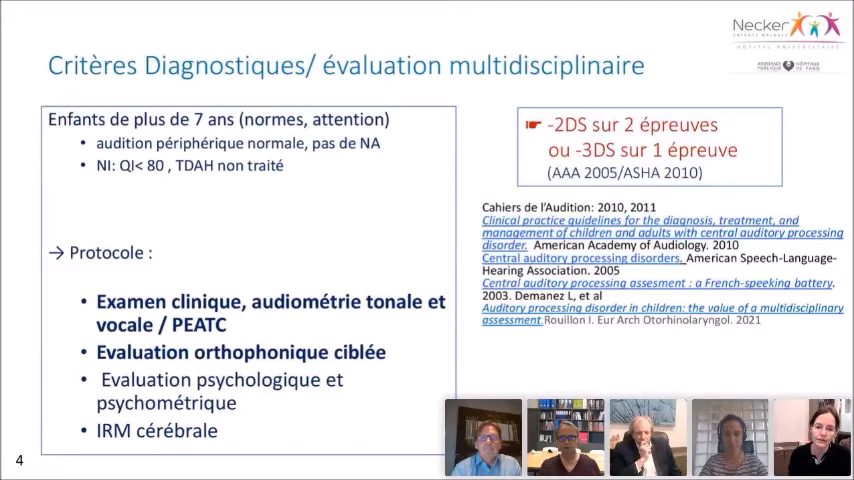 Necker
ENFANTS MALADES
HÔPITAL UNIVERSITAIRE
ASSISTANCE PUBLIQUE HÔPITAUX DE PARIS
Critères Diagnostiques/ évaluation multidisciplinaire
Enfants de plus de 7 ans (normes, attention)
• audition périphérique normale, pas de NA
• NI: QI< 80 , TDAH non traité
→ Protocole :
• Examen clinique, audiométrie tonale et
vocale / PEATC
• Evaluation orthophonique ciblée
• Evaluation psychologique et
psychométrique
• IRM cérébrale
☛ -2DS sur 2 épreuves
ou -3DS sur 1 épreuve
(AAA 2005/ASHA 2010)
Cahiers de l’Audition: 2010, 2011
Clinical practice guidelines for the diagnosis, treatment, and
management of children and adults with central auditory processing
disorder. American Academy of Audiology. 2010
Central auditory processing disorders. American Speech-Language-
Hearing Association. 2005
Central auditory processing assesment : a French-speeking battery.
2003. Demanez L, et al
Auditory processing disorder in children: the value of a multidisciplinary
assessment.Rouillon I. Eur Arch Otorhinolaryngol. 2021
4